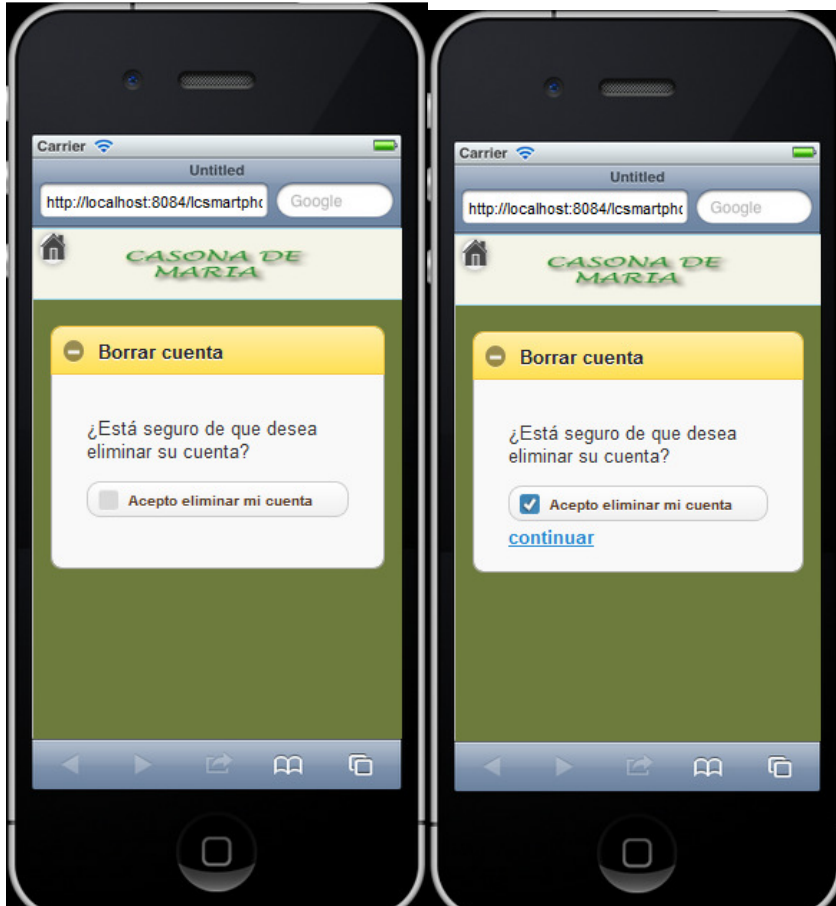 Carrier
Untitled
http://localhost:8084/lcsmartpho
Google
CASONA DE
MARIA
Borrar cuenta
¿Está seguro de que desea
eliminar su cuenta?
Acepto eliminar mi cuenta
Carrier
Untitled
http://localhost:8084/lcsmartpho
Google
CASONA DE
MARIA
Borrar cuenta
¿Está seguro de que desea
eliminar su cuenta?
Acepto eliminar mi cuenta
continuar